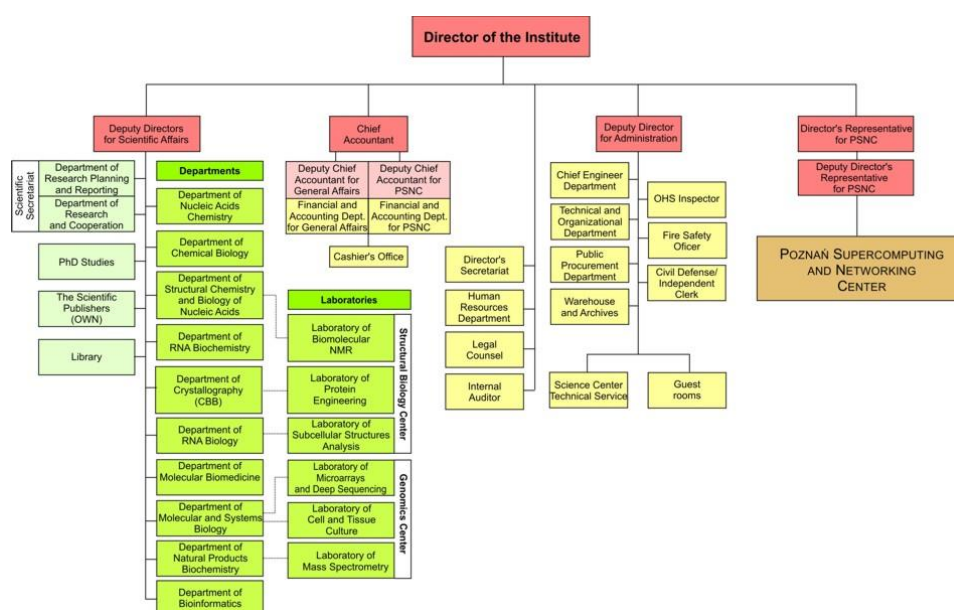 Director of the Institute
Deputy Directors
for Scientific Affairs
Chief
Accountant
Deputy Director
for Administration
Director's Representative
for PSNC
Deputy Director's
Representative
for PSNC
Scientific
Secretariat
Department of
Research Planning
and Reporting
Department of
Research
and Cooperation
PhD Studies
The Scientific
Publishers
(OWN)
Library
Departments
Department of
Nucleic Acids
Chemistry
Department of
Chemical Biology
Department of
Structural Chemistry
and Biology of
Nucleic Acids
Department of
RNA Biochemistry
Department of
Crystallography
(CBB)
Department of
RNA Biology
Department of
Molecular Biomedicine
Department of
Molecular and Systems
Biology
Department of
Natural Products
Biochemistry
Department of
Bioinformatics
Deputy Chief
Accountant for
General Affairs
Deputy Chief
Accountant
for PSNC
Financial and
Accounting Dept.
for General Affairs
Financial and
Accounting Dept.
for PSNC
Cashier's Office
Laboratories
Laboratory of
Biomolecular
NMR
Laboratory of
Protein
Engineering
Laboratory of
Subcellular Structures
Analysis
Structural Biology Center
Laboratory of
Microarrays
and Deep Sequencing
Laboratory of
Cell and Tissue
Culture
Laboratory of
Mass Spectrometry
Genomics Center
Director's
Secretariat
Human
Resources
Department
Legal
Counsel
Internal
Auditor
Chief Engineer
Department
Technical and
Organizational
Department
Public
Procurement
Department
Warehouse
and Archives
OHS Inspector
Fire Safety
Oficer
Civil Defense/
Independent
Clerk
Science Center
Technical Service
Guest
rooms
POZNAŃ SUPERCOMPUTING
AND NETWORKING
CENTER